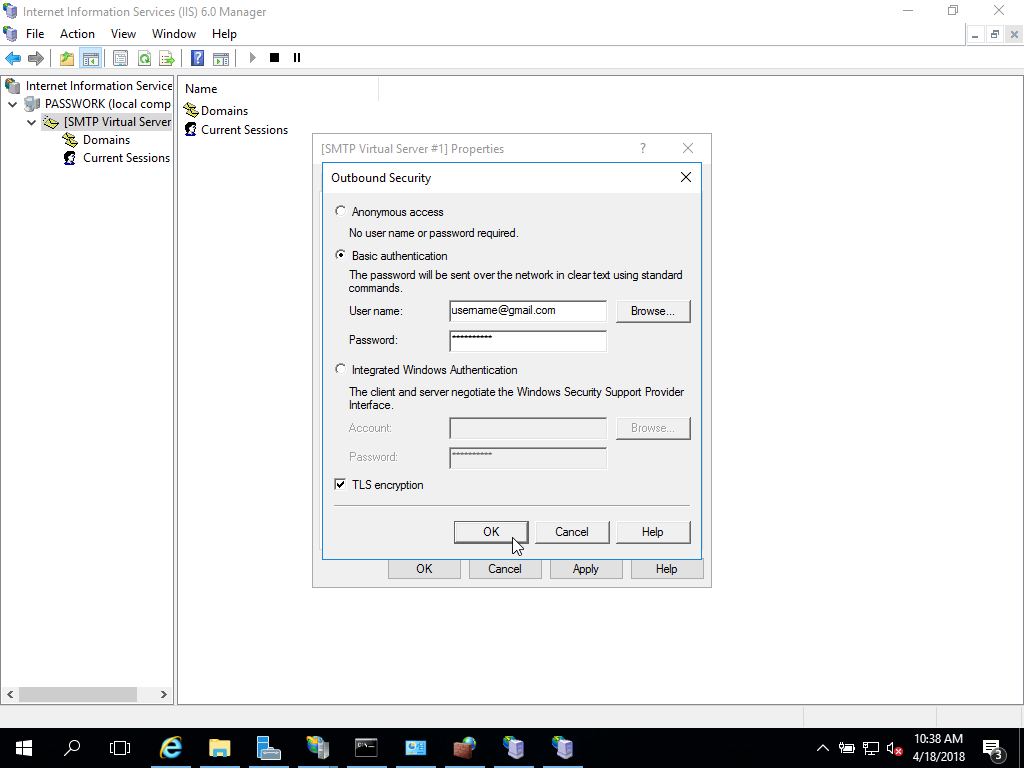 Internet Information Services (IIS) 6.0 Manager
File Action View Window Help
Internet Information Service
PASSWORK (local comp
[SMTP Virtual Server
Domains
Current Sessions
Name
Domains
Current Sessions
[SMTP Virtual Server #1] Properties
?
Outbound Security
Anonymous access
No user name or password required.
Basic authentication
The password will be sent over the network in clear text using standard
commands.
User name:
username@gmail.com
Browse...
Password:
**********
Integrated Windows Authentication
The client and server negotiate the Windows Security Support Provider
Interface.
Account:
Browse...
Password:
**********
TLS encryption
OK Cancel Help
OK Cancel Apply Help
10:38 AM
4/18/2018
3